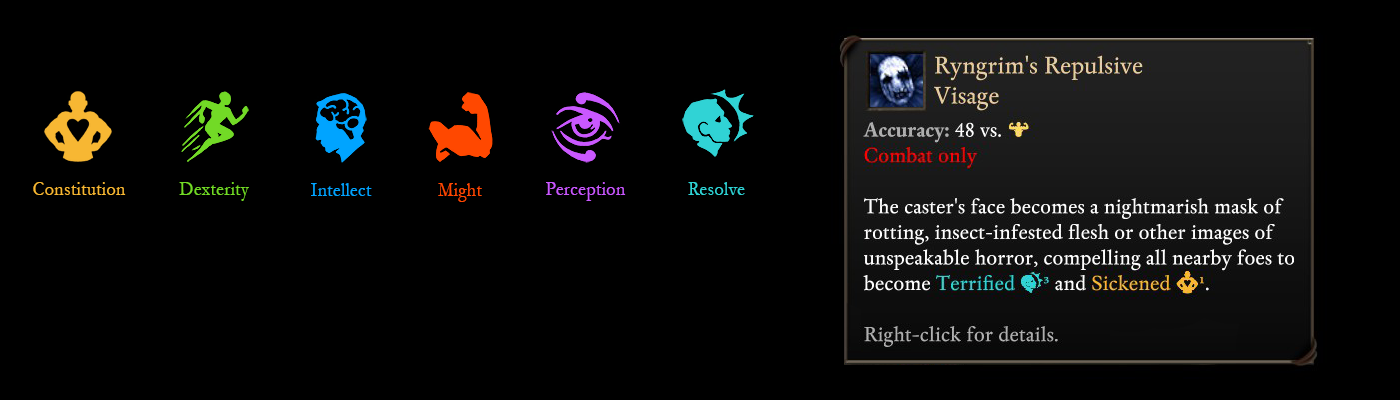 Constitution
Dexterity
Intellect
Might
Perception
Resolve
Ryngrim's Repulsive
Visage
Accuracy: 48 vs.
Combat only
The caster's face becomes a nightmarish mask of
rotting, insect-infested flesh or other images of
unspeakable horror, compelling all nearby foes to
become Terrified ³ and Sickened ¹.
Right-click for details.